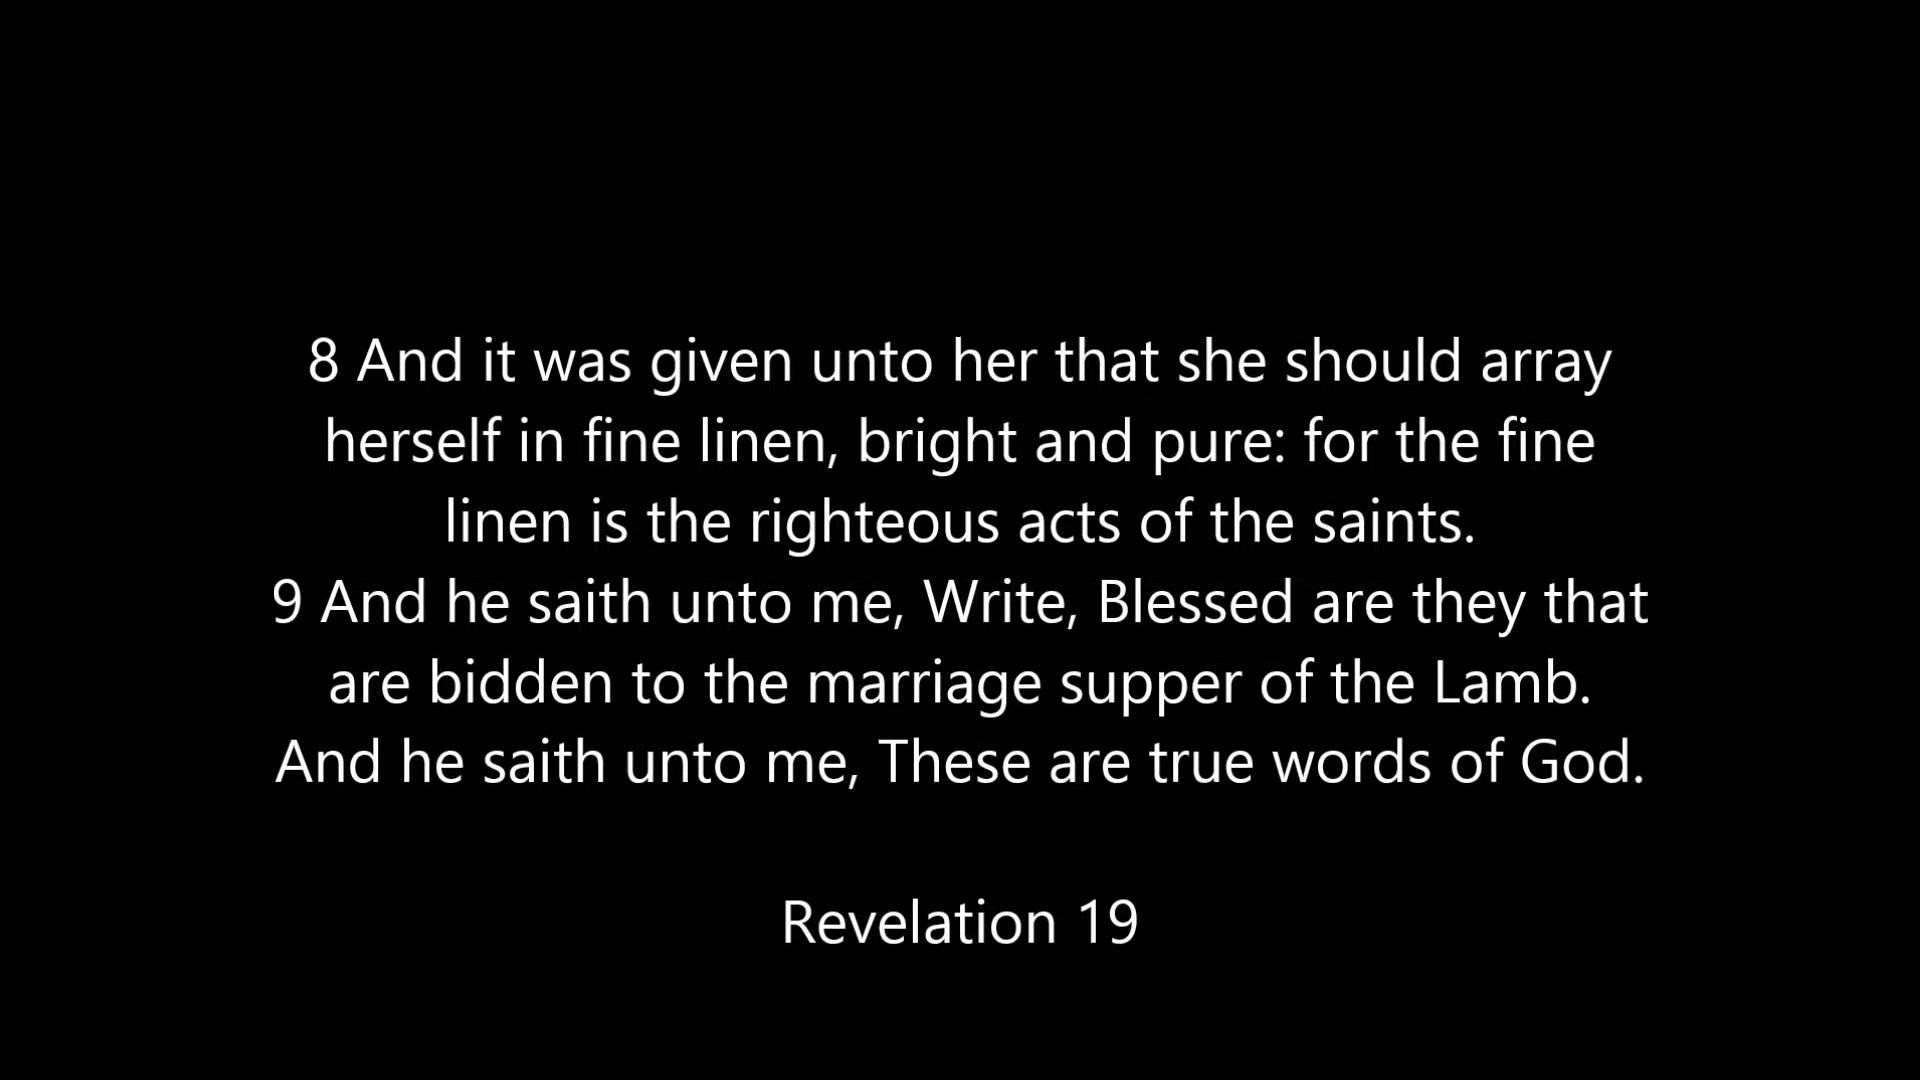 8 And it was given unto her that she should array
herself in fine linen, bright and pure: for the fine
linen is the righteous acts of the saints.
9 And he saith unto me, Write, Blessed are they that
are bidden to the marriage supper of the Lamb.
And he saith unto me, These are true words of God.
Revelation 19